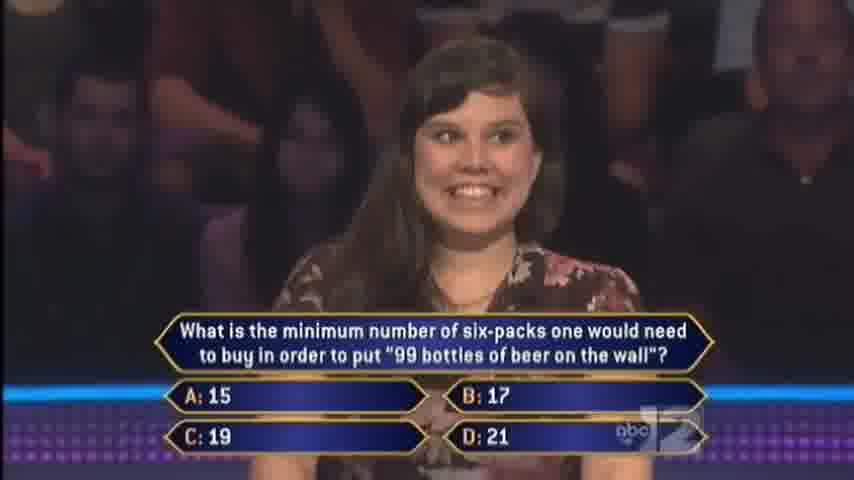 What is the minimum number of six-packs one would need
to buy in order to put "99 bottles of beer on the wall"?
A: 15
B: 17
C: 19
D: 21
abc 12